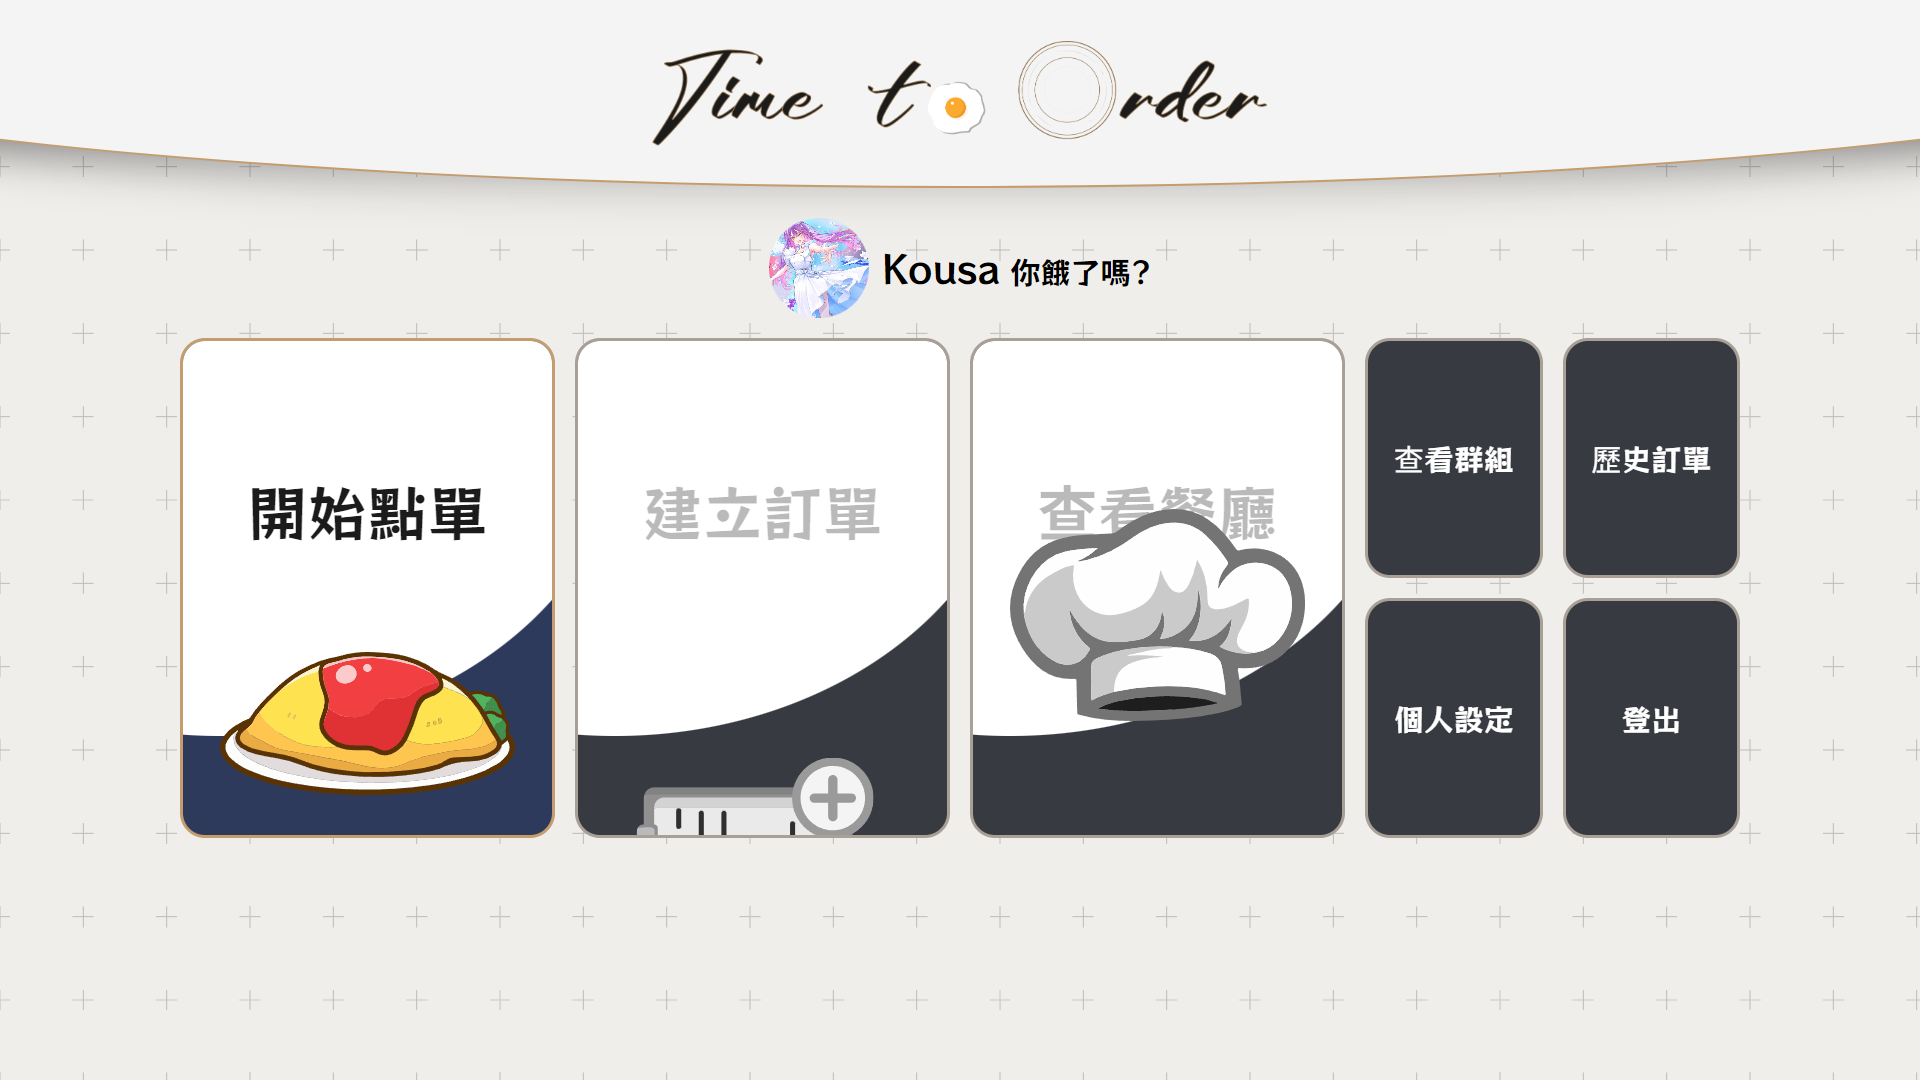 Time to Order
Kousa 你餓了嗎?
開始點單
建立訂單
查看餐廳
查看群組
歷史訂單
個人設定
登出